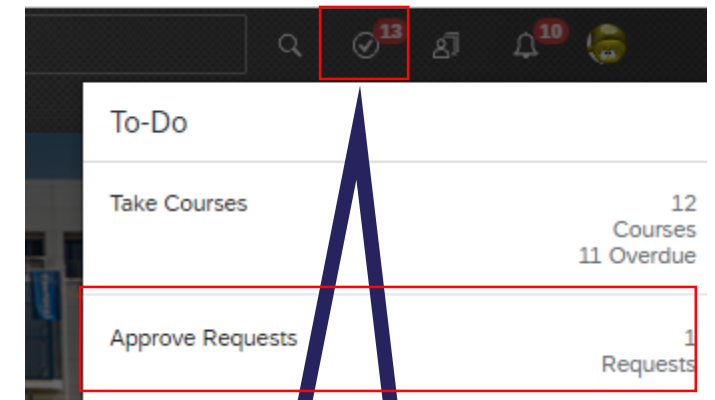 13
10
To-Do
Take Courses
12
Courses
11 Overdue
Approve Requests
1
Requests